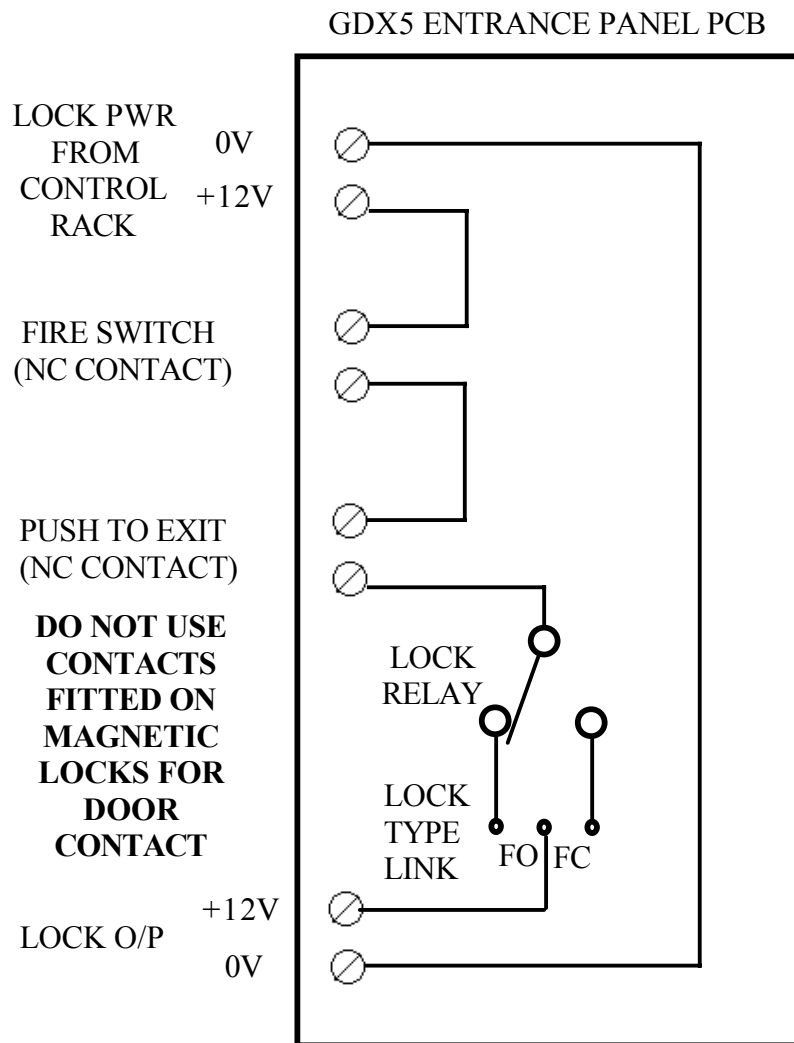 GDX5 ENTRANCE PANEL PCB
LOCK PWR
FROM
CONTROL
RACK
0V
+12V
FIRE SWITCH
(NC CONTACT)
PUSH TO EXIT
(NC CONTACT)
DO NOT USE
CONTACTS
FITTED ON
MAGNETIC
LOCKS FOR
DOOR
CONTACT
LOCK
RELAY
LOCK
TYPE
LINK
FO FC
LOCK O/P
+12V
0V